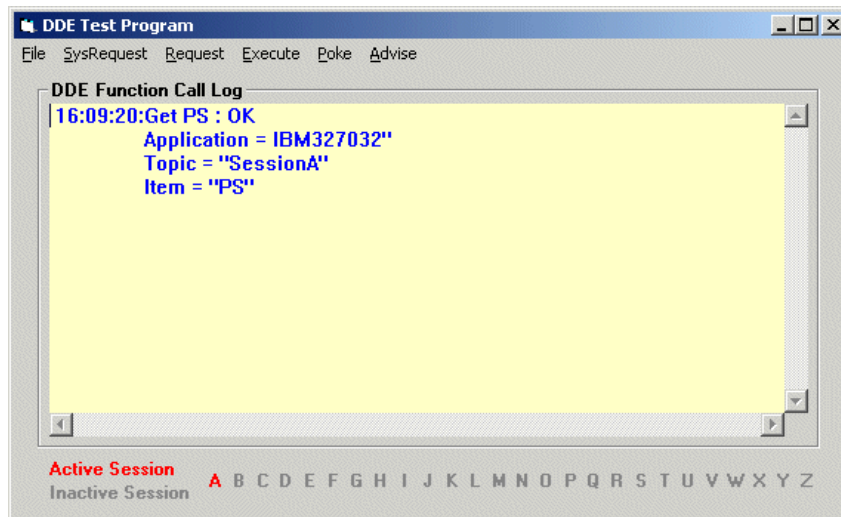 DDE Test Program
File SysRequest Request Execute Poke Advise
DDE Function Call Log
16:09:20:Get PS : OK
Application = IBM327032"
Topic = "SessionA"
Item = "PS"
Active Session
Inactive Session
A B C D E F G H I J K L M N O P Q R S T U V W X Y Z